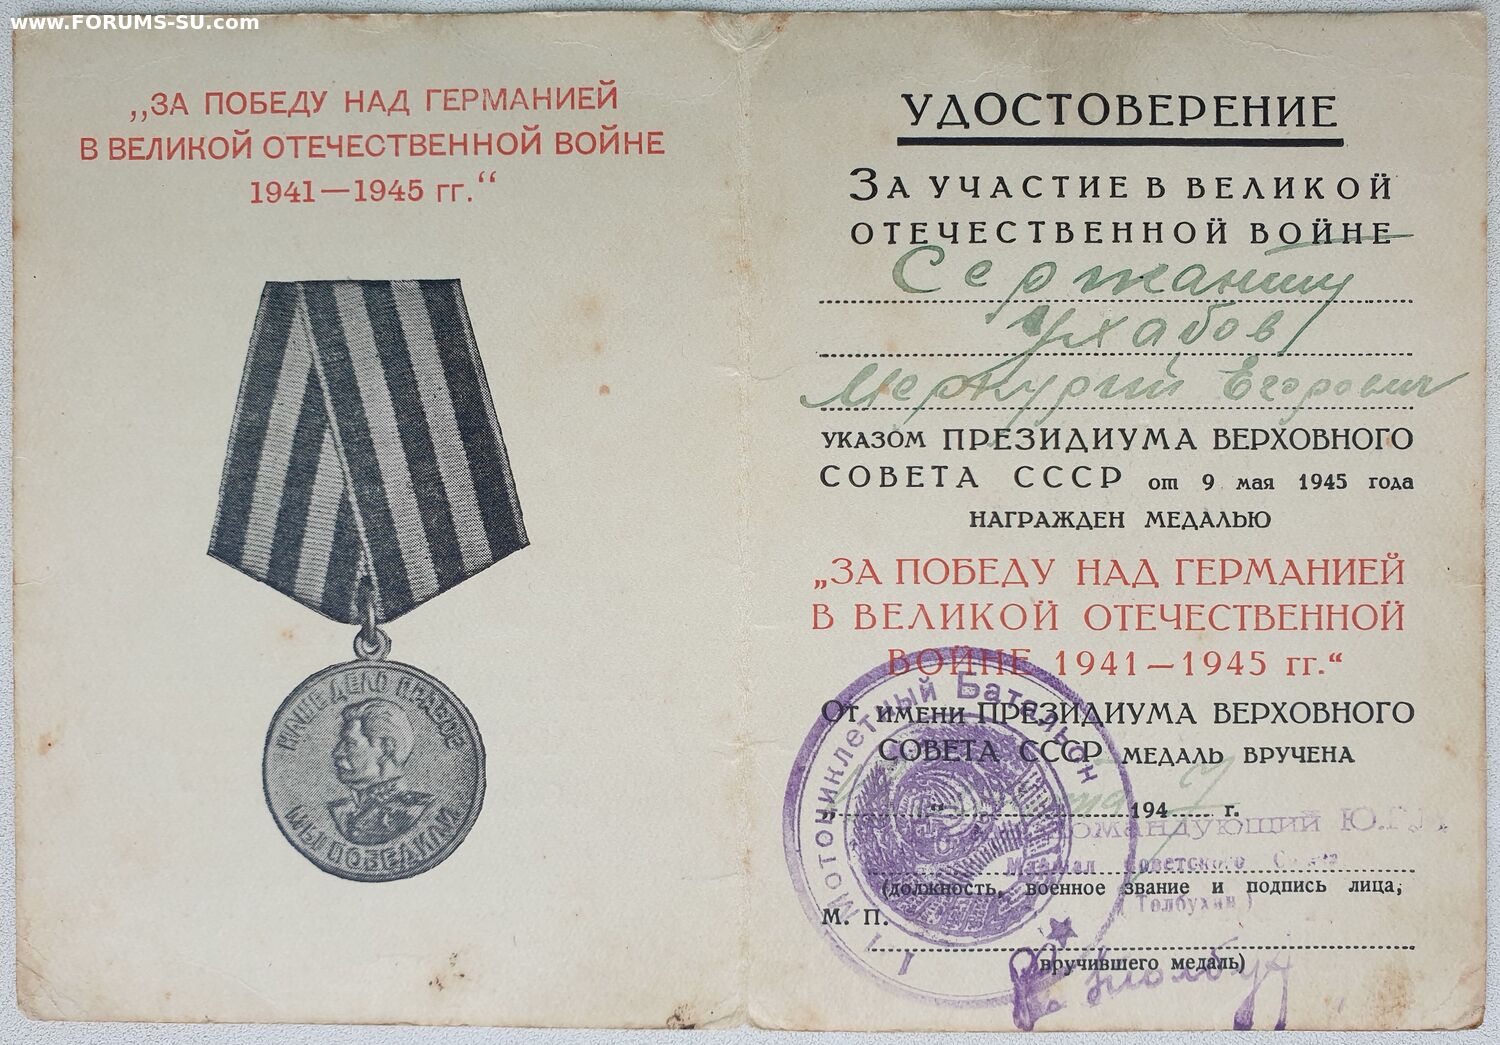 www.FORUMS-SU.com
„ЗА ПОБЕДУ НАД ГЕРМАНИЕЙ
В ВЕЛИКОЙ ОТЕЧЕСТВЕННОЙ ВОЙНЕ
1941—1945 гг.“
НАШЕ ДЕЛО ПРАВОЕ
МЫ ПОБЕДИЛИ
УДОСТОВЕРЕНИЕ
ЗА УЧАСТИЕ В ВЕЛИКОЙ
ОТЕЧЕСТВЕННОЙ ВОЙНЕ
Сержанту
Ухабов
Меркурий Егорович
УКАЗОМ ПРЕЗИДИУМА ВЕРХОВНОГО
СОВЕТА СССР от 9 мая 1945 года
НАГРАЖДЕН МЕДАЛЬЮ
„ЗА ПОБЕДУ НАД ГЕРМАНИЕЙ
В ВЕЛИКОЙ ОТЕЧЕСТВЕННОЙ
ВОЙНЕ 1941—1945 гг.“
От имени ПРЕЗИДИУМА ВЕРХОВНОГО
СОВЕТА СССР МЕДАЛЬ ВРУЧЕНА
„ “ 194 г.
Командующий Ю.Г.В.
Маршал Советского Союза
(должность, военное звание и подпись лица,
(Толбухин)
М. П.
вручившего медаль)
Мотоциклетный Батальон